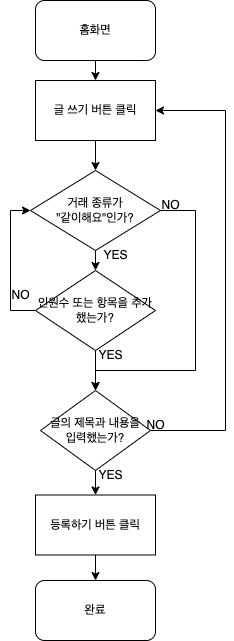 홈화면
글 쓰기 버튼 클릭
거래 종류가
"같이해요"인가?
NO
YES
NO
인원수 또는 항목을 추가
했는가?
YES
글의 제목과 내용을
입력했는가?
NO
YES
등록하기 버튼 클릭
완료